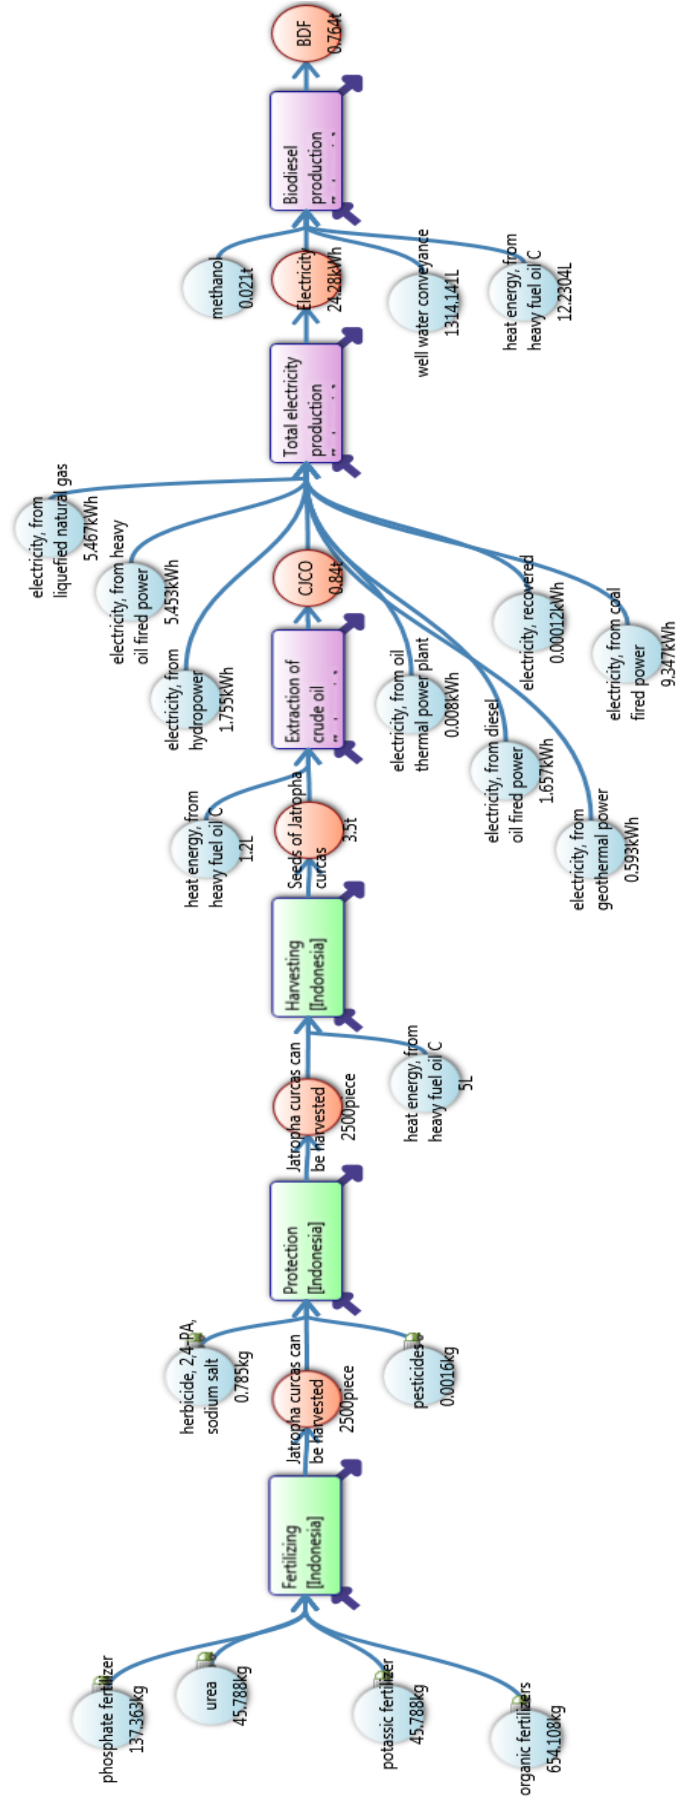 phosphate fertilizer
137.363kg
urea
45.788kg
potassic fertilizer
45.788kg
organic fertilizers
654.108kg
Fertilizing
[Indonesia]
Jatropha curcas can
be harvested
2500piece
herbicide, 2,4-PA,
sodium salt
0.785kg
pesticides
0.0016kg
Protection
[Indonesia]
Jatropha curcas can
be harvested
2500piece
heat energy, from
heavy fuel oil C
5L
Harvesting
[Indonesia]
Seeds of Jatropha
curcas
3.5t
heat energy, from
heavy fuel oil C
1.2L
Extraction of
crude oil
CJCO
0.84t
electricity, from
liquefied natural gas
5.467kWh
electricity, from heavy
oil fired power
5.453kWh
electricity, from
hydropower
1.755kWh
electricity, from oil
thermal power plant
0.008kWh
electricity, from diesel
oil fired power
1.657kWh
electricity, from
geothermal power
0.593kWh
electricity, recovered
0.00012kWh
electricity, from coal
fired power
9.347kWh
Total electricity
production
methanol
0.021t
Electricity
24.28kWh
well water conveyance
1314.141L
heat energy, from
heavy fuel oil C
12.2304L
Biodiesel
production
BDF
0.764t